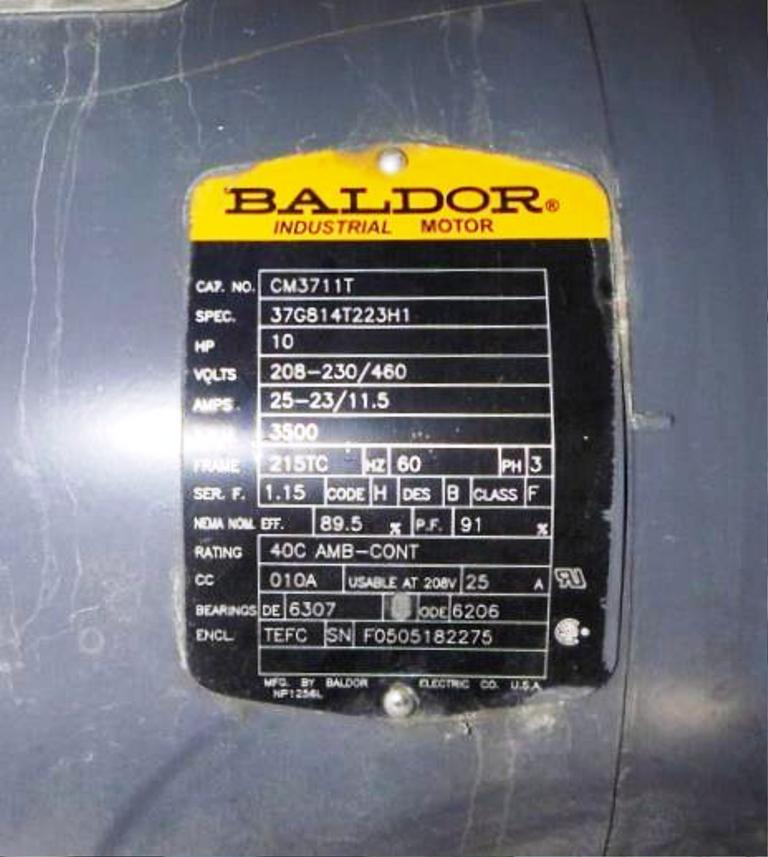 BALDOR®
INDUSTRIAL MOTOR
CAT. NO. CM3711T
SPEC. 37G814T223H1
HP 10
VOLTS 208-230/460
AMPS 25-23/11.5
3500
FRAME 215TC HZ 60 PH 3
SER. F. 1.15 CODE H DES B CLASS F
NEMA NOM. EFF. 89.5 % P.F. 91 %
RATING 40C AMB-CONT
CC 010A USABLE AT 208V 25 A
BEARINGS DE 6307 ODE 6206
ENCL. TEFC SN F0505182275
MFG. BY BALDOR ELECTRIC CO. U.S.A.
NP1256L